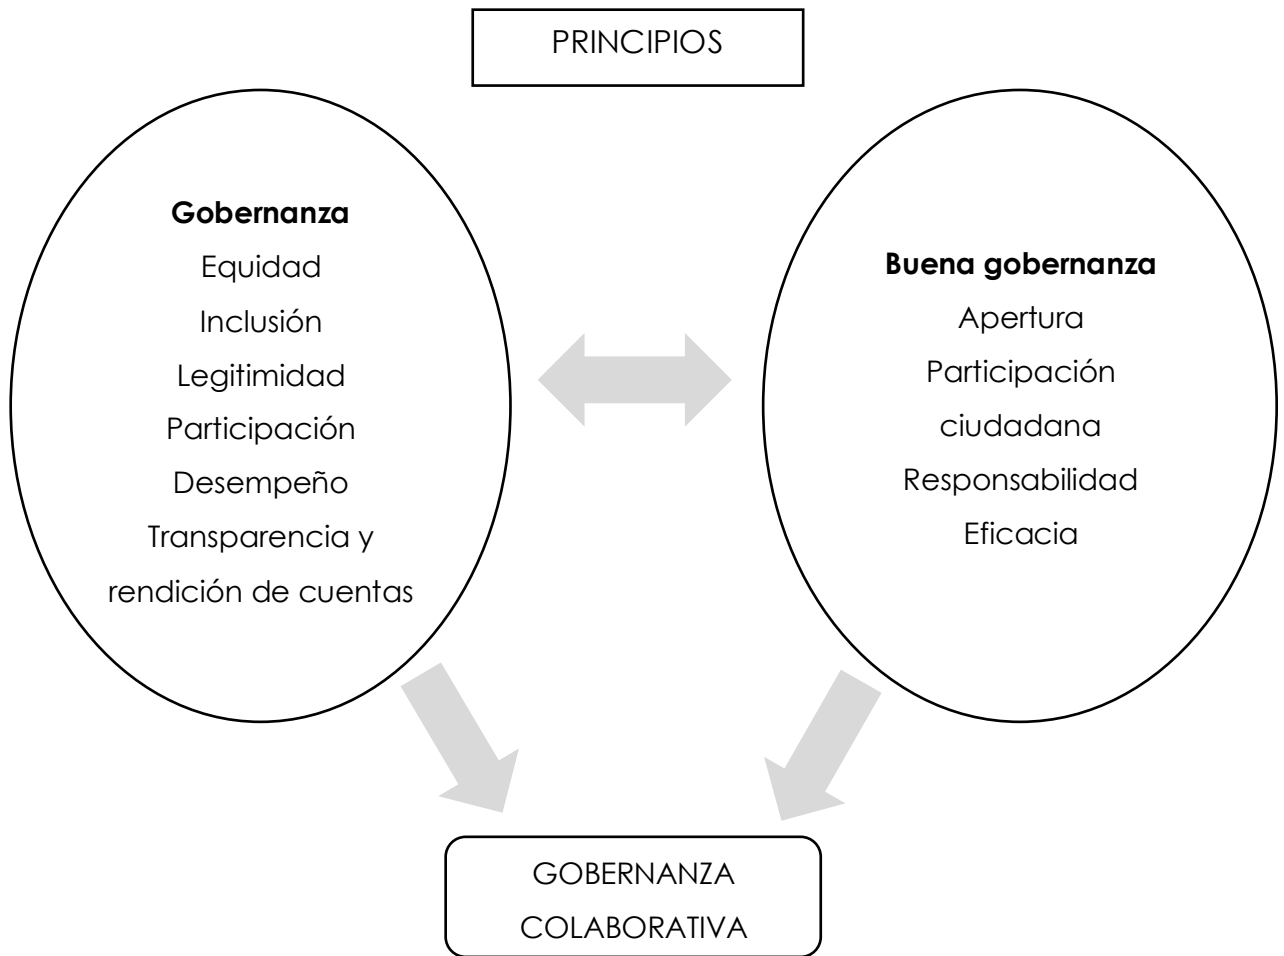 PRINCIPIOS
Gobernanza
Equidad
Inclusión
Legitimidad
Participación
Desempeño
Transparencia y
rendición de cuentas
Buena gobernanza
Apertura
Participación
ciudadana
Responsabilidad
Eficacia
GOBERNANZA
COLABORATIVA